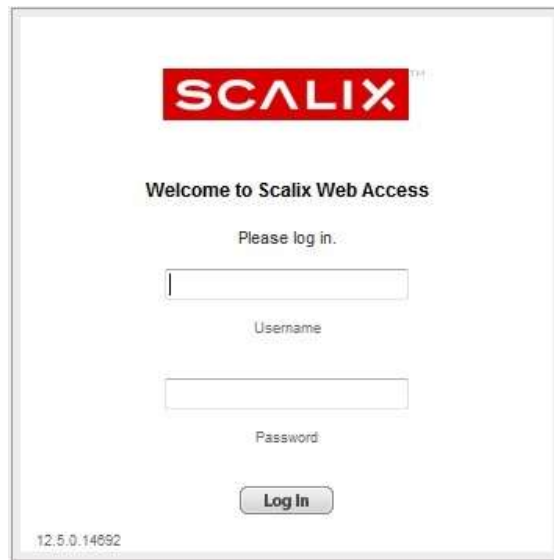 SCALIX™
Welcome to Scalix Web Access
Please log in.
Username
Password
Log In
12.5.0.14692